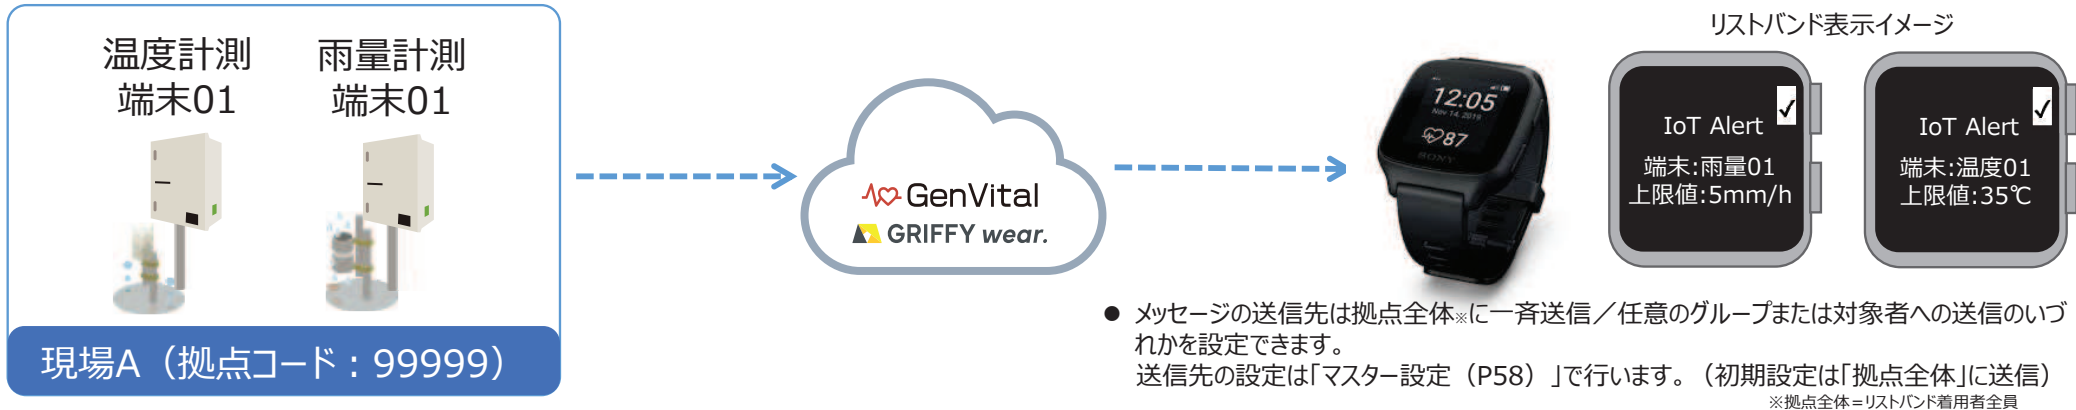 温度計測
端末01
雨量計測
端末01
現場A（拠点コード：99999）
GenVital
GRIFFY wear.
12:05
Nov 14, 2019
87
SONY
リストバンド表示イメージ
IoT Alert ✓
端末:雨量01
上限値:5mm/h
IoT Alert ✓
端末:温度01
上限値:35℃
● メッセージの送信先は拠点全体※に一斉送信／任意のグループまたは対象者への送信のいづ
れかを設定できます。
送信先の設定は「マスター設定（P58）」で行います。（初期設定は「拠点全体」に送信）
※拠点全体＝リストバンド着用者全員